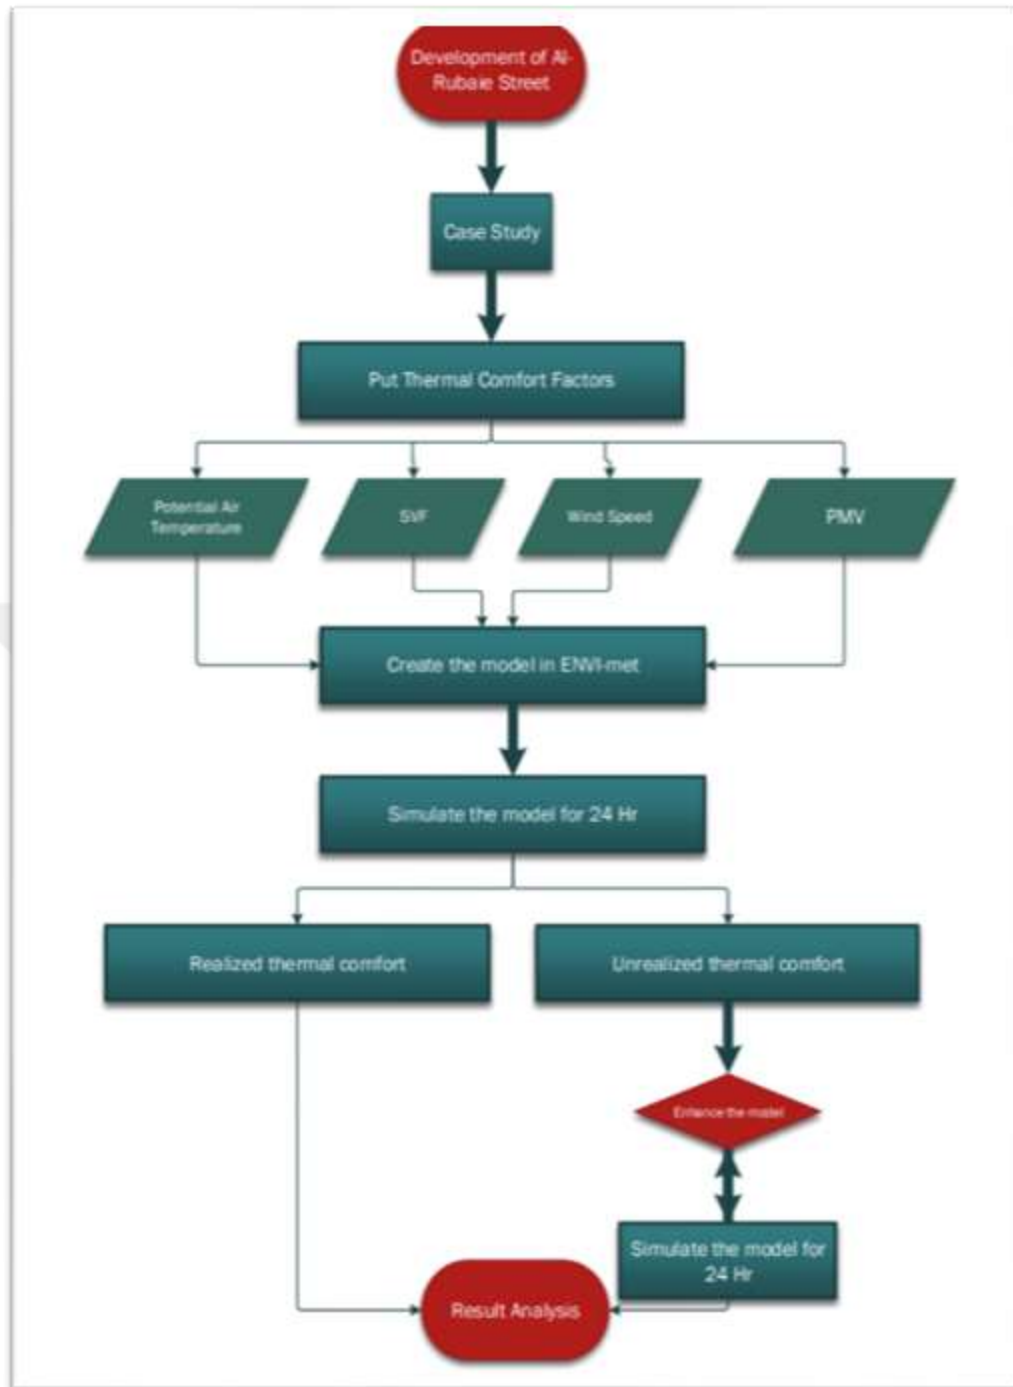 Development of Al-
Rubaie Street
Case Study
Put Thermal Comfort Factors
Potential Air
Temperature
SVF
Wind Speed
PMV
Create the model in ENVI-met
Simulate the model for 24 Hr
Realized thermal comfort
Unrealized thermal comfort
Enhance the model
Simulate the model for
24 Hr
Result Analysis